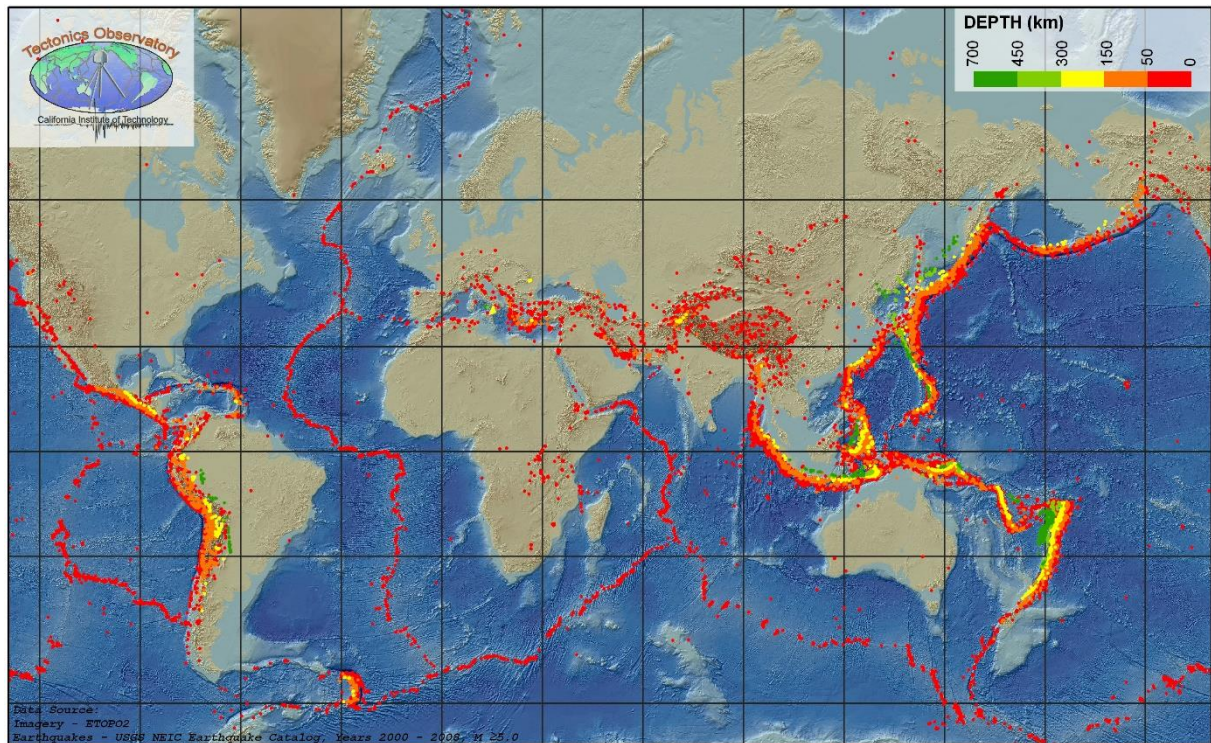 Tectonics Observatory
California Institute of Technology
DEPTH (km)
700 450 300 150 50 0
Data Source:
Imagery - ETOPO2
Earthquakes - USGS NEIC Earthquake Catalog, Years 2000 - 2008, M ≥5.0